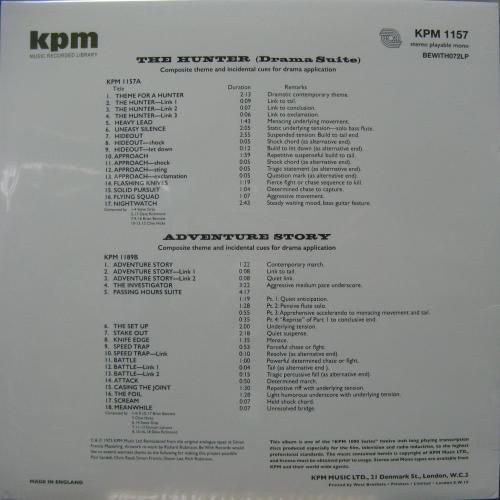 kpm
MUSIC RECORDED LIBRARY
KPM 1157
stereo playable mono
BEWITH072LP
THE HUNTER (Drama Suite)
Composite theme and incidental cues for drama application
KPM 1157A
Title Duration Remarks
1. THEME FOR A HUNTER 2:13 Dramatic contemporary theme.
2. THE HUNTER—Link 1 0:09 Link to tail.
3. THE HUNTER—Link 2 0:07 Link to conclusion.
4. THE HUNTER—Link 3 0:06 Link to exclamation.
5. HEAVY LEAD 1:43 Menacing underlying movement.
6. UNEASY SILENCE 2:05 Static underlying tension—solo bass flute.
7. HIDEOUT 2:55 Suspended tension: Build to tail end.
8. HIDEOUT—shock 0:05 Shock chord (as alternative end).
9. HIDEOUT—let down 0:12 Build to let down (as alternative end).
10. APPROACH 1:59 Repetitive suspenseful build to tail.
11. APPROACH—shock 0:05 Shock chord (as alternative end).
12. APPROACH—sting 0:05 Tragic statement (as alternative end).
13. APPROACH—exclamation 0:05 Question mark (as alternative end).
14. FLASHING KNIVES 1:19 Fierce fight or chase sequence to kill.
15. SOLID PURSUIT 1:04 Determined chase to capture.
16. FLYING SQUAD 1:07 Aggressive movement.
17. NIGHTWATCH 2:43 Steady waiting mood, bass guitar feature.
ADVENTURE STORY
Composite theme and incidental cues for drama application
KPM 1189B
1. ADVENTURE STORY 1:22 Contemporary march.
2. ADVENTURE STORY—Link 1 0:08 Link to tail.
3. ADVENTURE STORY—Link 2 0:08 Quiet link.
4. THE INVESTIGATOR 3:22 Aggressive medium pace underscore.
5. PASSING HOURS SUITE 4:17
1:19 Pt. 1: Quiet anticipation.
1:28 Pt. 2: Pensive flute solo.
0:55 Pt. 3: Apprehensive accelerando to menacing movement and tail.
0:35 Pt. 4: "Reprise" of Part 1 to conclusive end.
6. THE SET UP 2:00 Underlying tension.
7. STAKE OUT 2:18 Quiet suspense.
8. KNIFE EDGE 1:35 Menace.
9. SPEED TRAP 0:53 Forceful chase or fight.
10. SPEED TRAP—Link 0:10 Resolve (as alternative end).
11. BATTLE 1:00 Powerful determined chase or fight.
12. BATTLE—Link 1 0:04 Tail (as alternative end ).
13. BATTLE—Link 2 0:15 Tragic percussive fall (as alternative end).
14. ATTACK 0:50 Determined march.
15. CASING THE JOINT 1:30 Repetitive riff with underlying tension.
16. THE FOIL 1:28 Light humorous underscore with underlying tension.
17. SCREAM? 0:07 Held shock chord.
18. MEANWHILE 0:07 Unresolved bridge.
MADE IN ENGLAND
This album is one of the "KPM 1000 Series" twelve inch long playing transcription
discs produced especially for the film, television and radio industries, to the highest
professional standards. The music contained herein is copyright of KPM Music LTD.,
KPM and their world wide agents.
KPM MUSIC LTD., 21 Denmark St., London, W.C.2